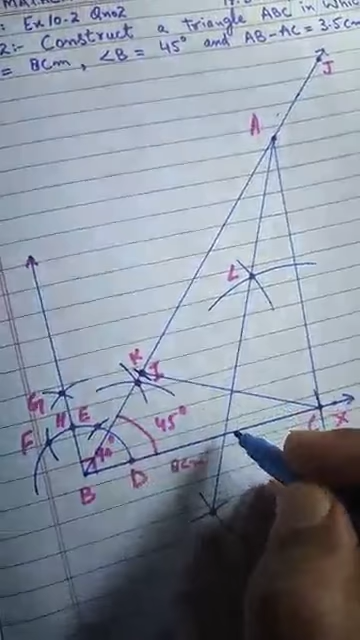 : Ex 10.2 Qno2
2:- Construct a triangle ABC in Which
= 8Cm, ∠B = 45° and AB-AC = 3.5cm
J
A
L
K
I
G
H E
F
45°
90°
C X
B
D
8Cm